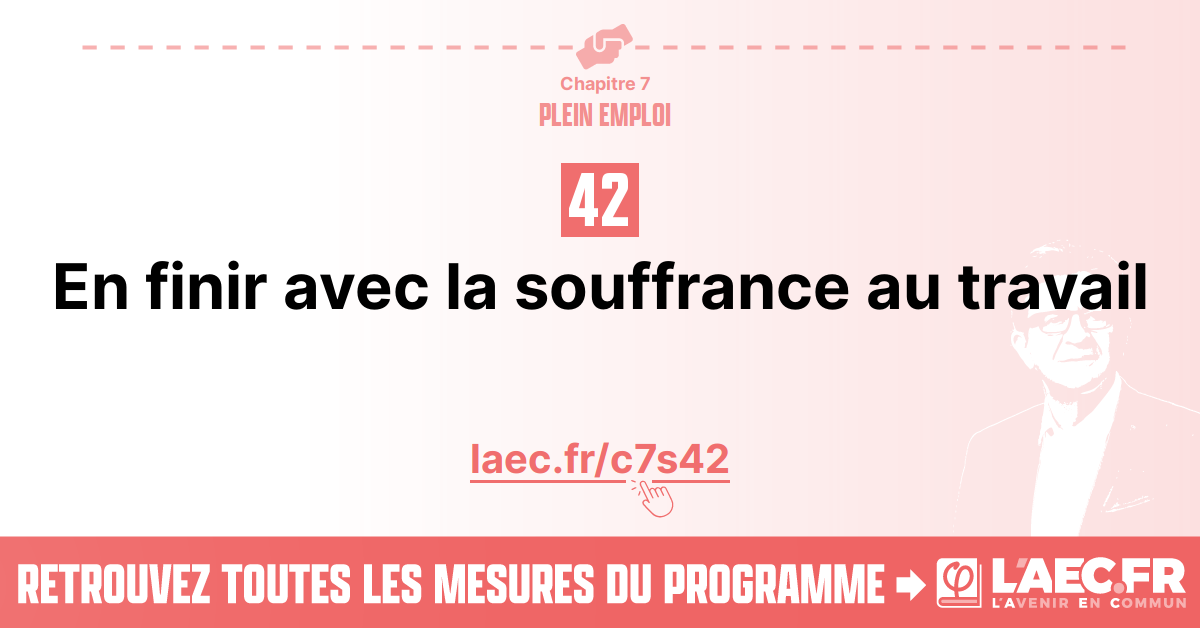 Chapitre 7
PLEIN EMPLOI
42
En finir avec la souffrance au travail
laec.fr/c7s42
RETROUVEZ TOUTES LES MESURES DU PROGRAMME
φ
L'AEC.FR
L'AVENIR EN COMMUN